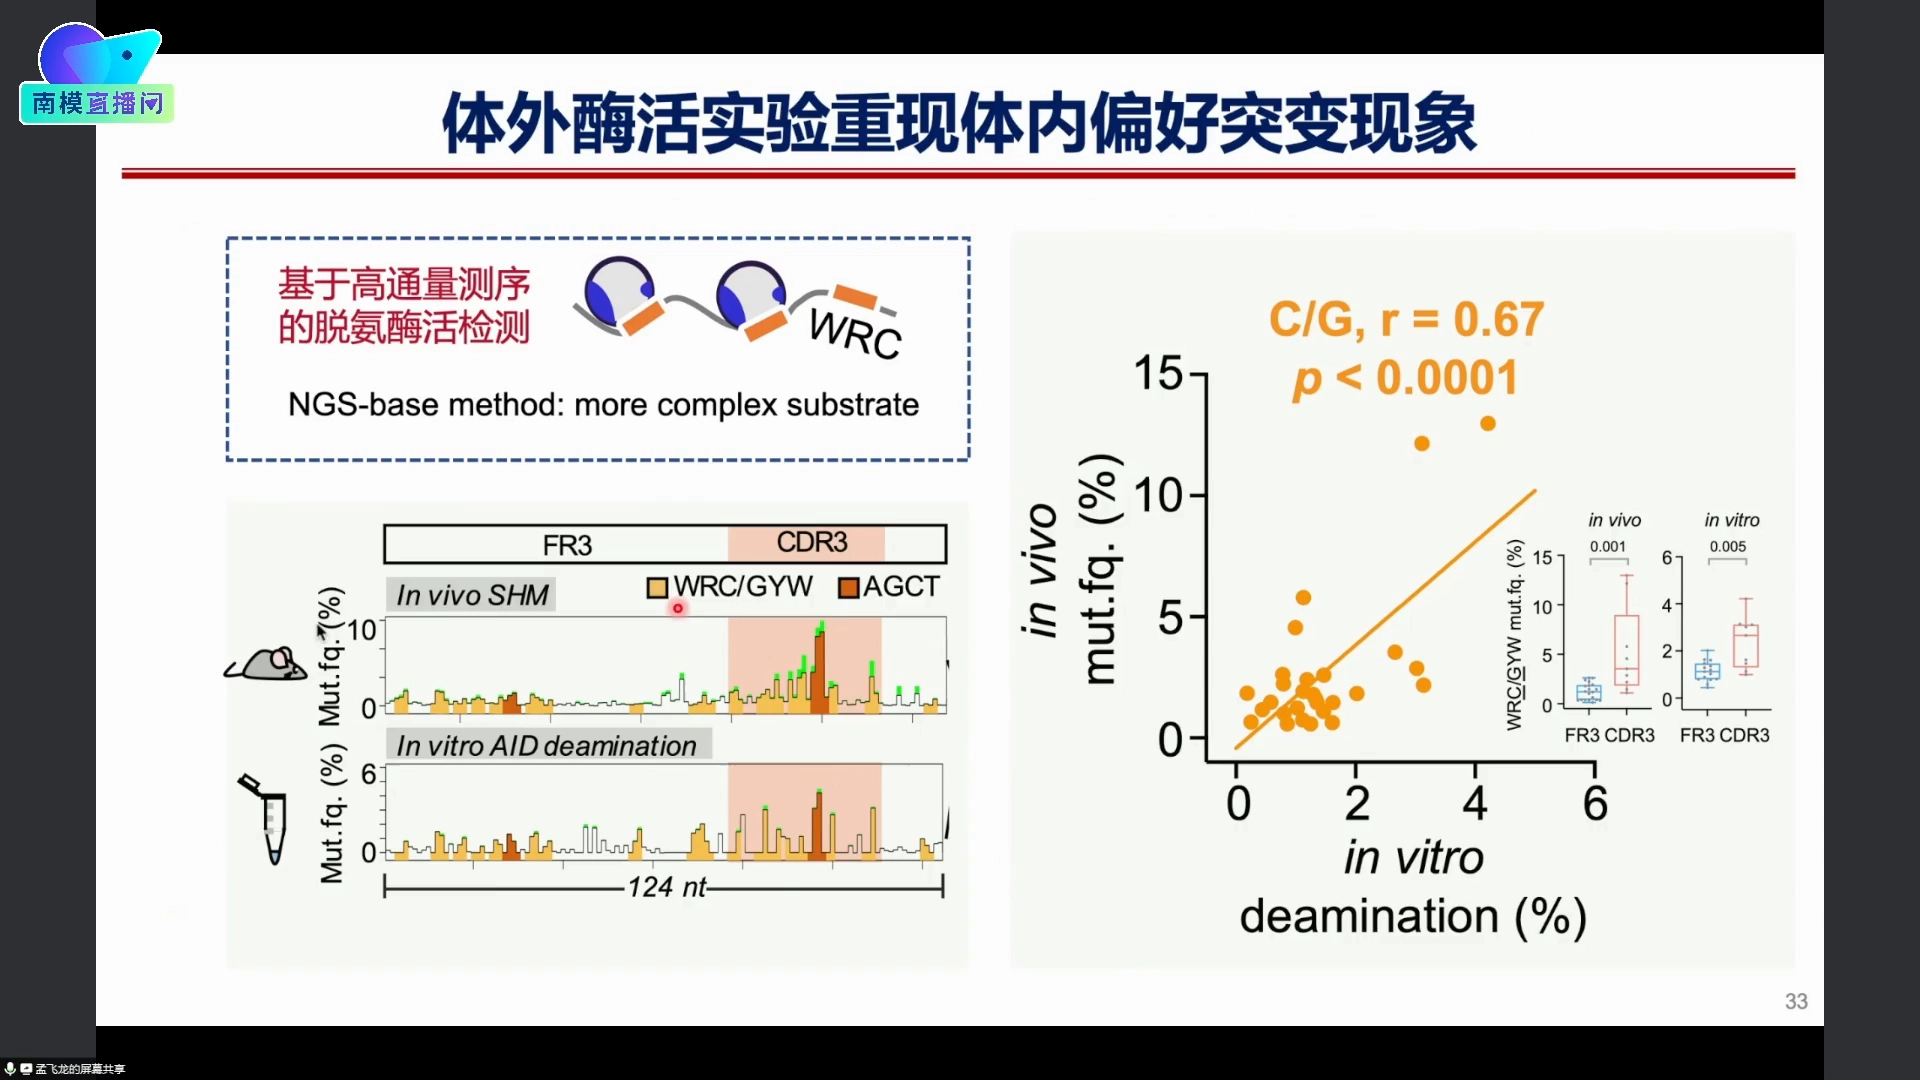 南模直播间
体外酶活实验重现体内偏好突变现象
基于高通量测序
的脱氨酶活检测
WRC
NGS-base method: more complex substrate
FR3
CDR3
In vivo SHM
WRC/GYW
AGCT
Mut.fq. (%)
10
0
In vitro AID deamination
Mut.fq. (%)
6
0
124 nt
C/G, r = 0.67
p < 0.0001
in vivo
mut.fq. (%)
15
10
5
0
0 2 4 6
in vitro
deamination (%)
in vivo
in vitro
0.001
0.005
WRC/GYW mut.fq. (%)
15
10
5
0
6
4
2
0
FR3 CDR3
FR3 CDR3
33
孟飞龙的屏幕共享